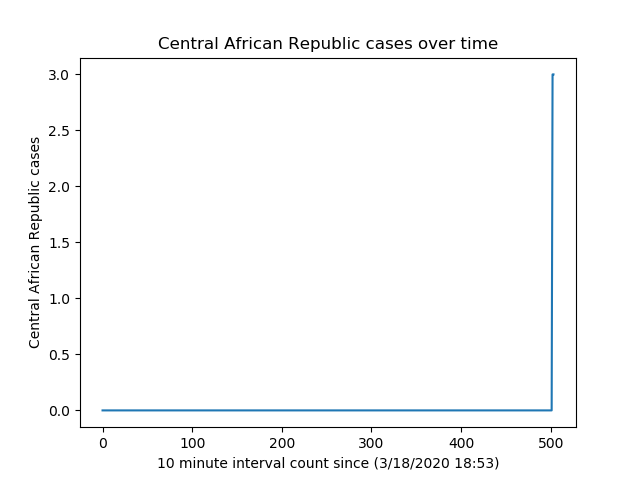 Central African Republic cases over time
3.0
2.5
2.0
1.5
1.0
0.5
0.0
Central African Republic cases
0 100 200 300 400 500
10 minute interval count since (3/18/2020 18:53)